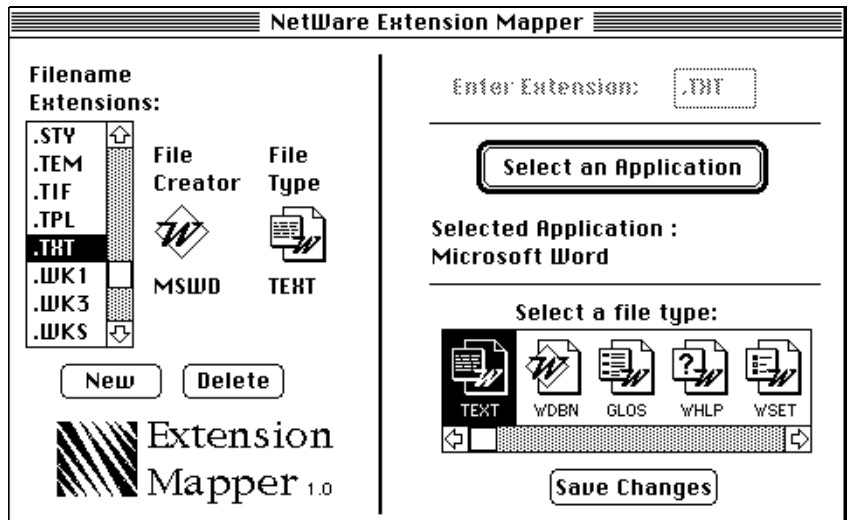 NetWare Extension Mapper
Filename
Extensions:
.STY
.TEM
.TIF
.TPL
.TXT
.WK1
.WK3
.WKS
File
Creator
MSWD
File
Type
TEXT
New
Delete
Extension
Mapper 1.0
Enter Extension: .TXT
Select an Application
Selected Application :
Microsoft Word
Select a file type:
TEXT WDBN GLOS WHLP WSET
Save Changes